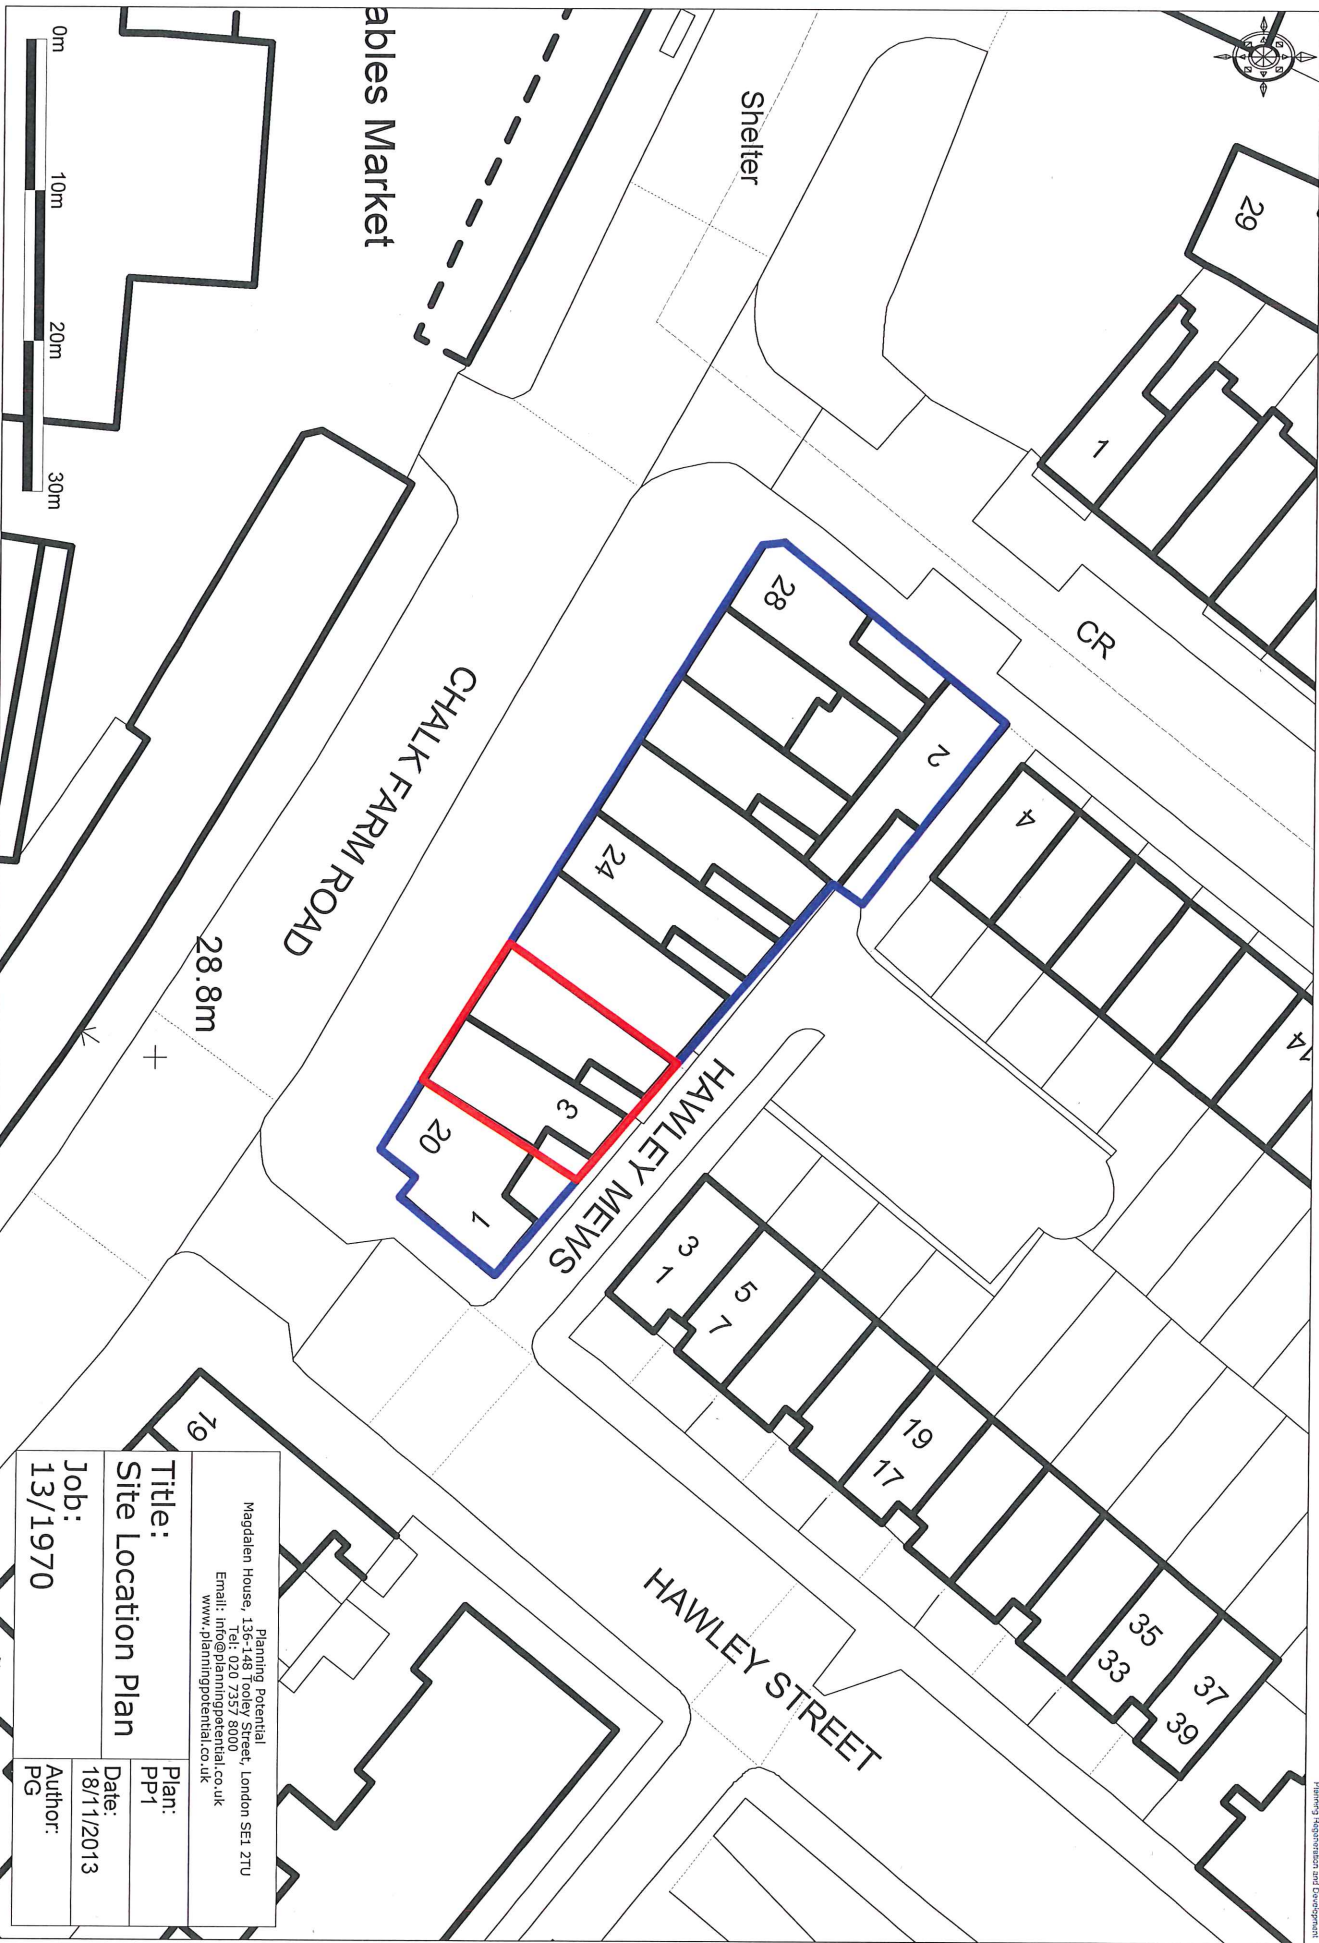 Planning Regeneration and Development
29
1
Shelter
ables Market
CR
28
2
4
14
24
CHALK FARM ROAD
28.8m
20
3
1
HAWLEY MEWS
3
1
5
7
19
17
35
33
37
39
HAWLEY STREET
19
0m
10m
20m
30m
Planning Potential
Magdalen House, 136-148 Tooley Street, London SE1 2TU
Tel: 020 7357 8000
Email: info@planningpotential.co.uk
www.planningpotential.co.uk
Title:
Site Location Plan
Plan:
PP1
Date:
18/11/2013
Job:
13/1970
Author:
PG